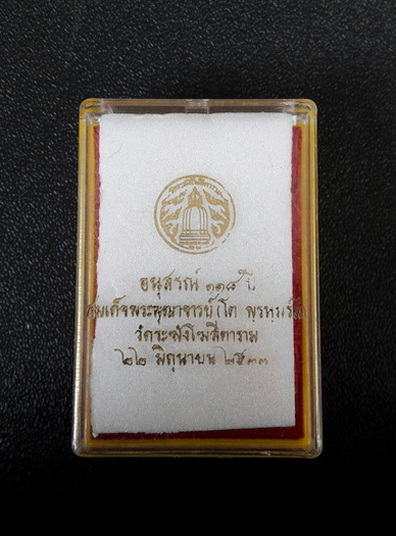 อนุสรณ์ ๑๑๘ ปี
สมเด็จพระพุฒาจารย์ (โต พฺรหฺมรํสี)
วัดระฆังโฆสิตาราม
๒๒ มิถุนายน ๒๕๓๓